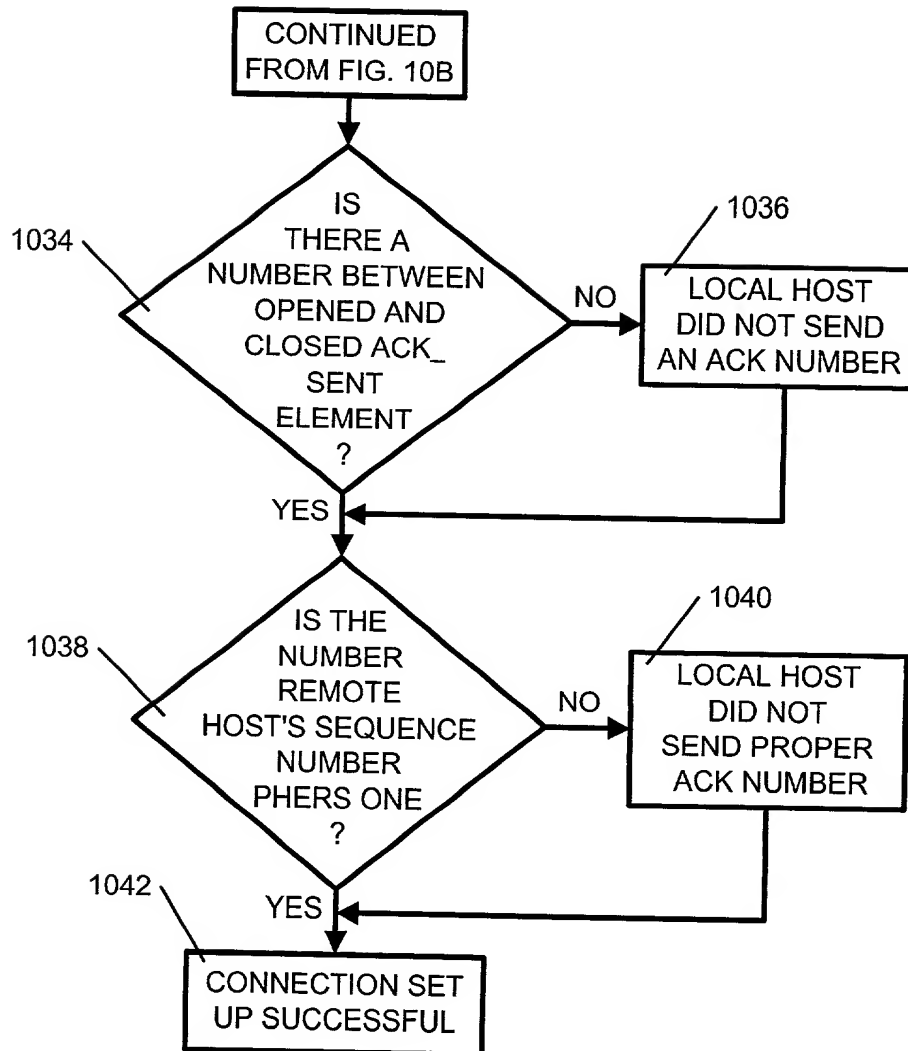 CONTINUED
FROM FIG. 10B
1034
IS
THERE A
NUMBER BETWEEN
OPENED AND
CLOSED ACK_
SENT
ELEMENT
?
NO
1036
LOCAL HOST
DID NOT SEND
AN ACK NUMBER
YES
1038
IS THE
NUMBER
REMOTE
HOST'S SEQUENCE
NUMBER
PHERS ONE
?
NO
1040
LOCAL HOST
DID NOT
SEND PROPER
ACK NUMBER
YES
1042
CONNECTION SET
UP SUCCESSFUL